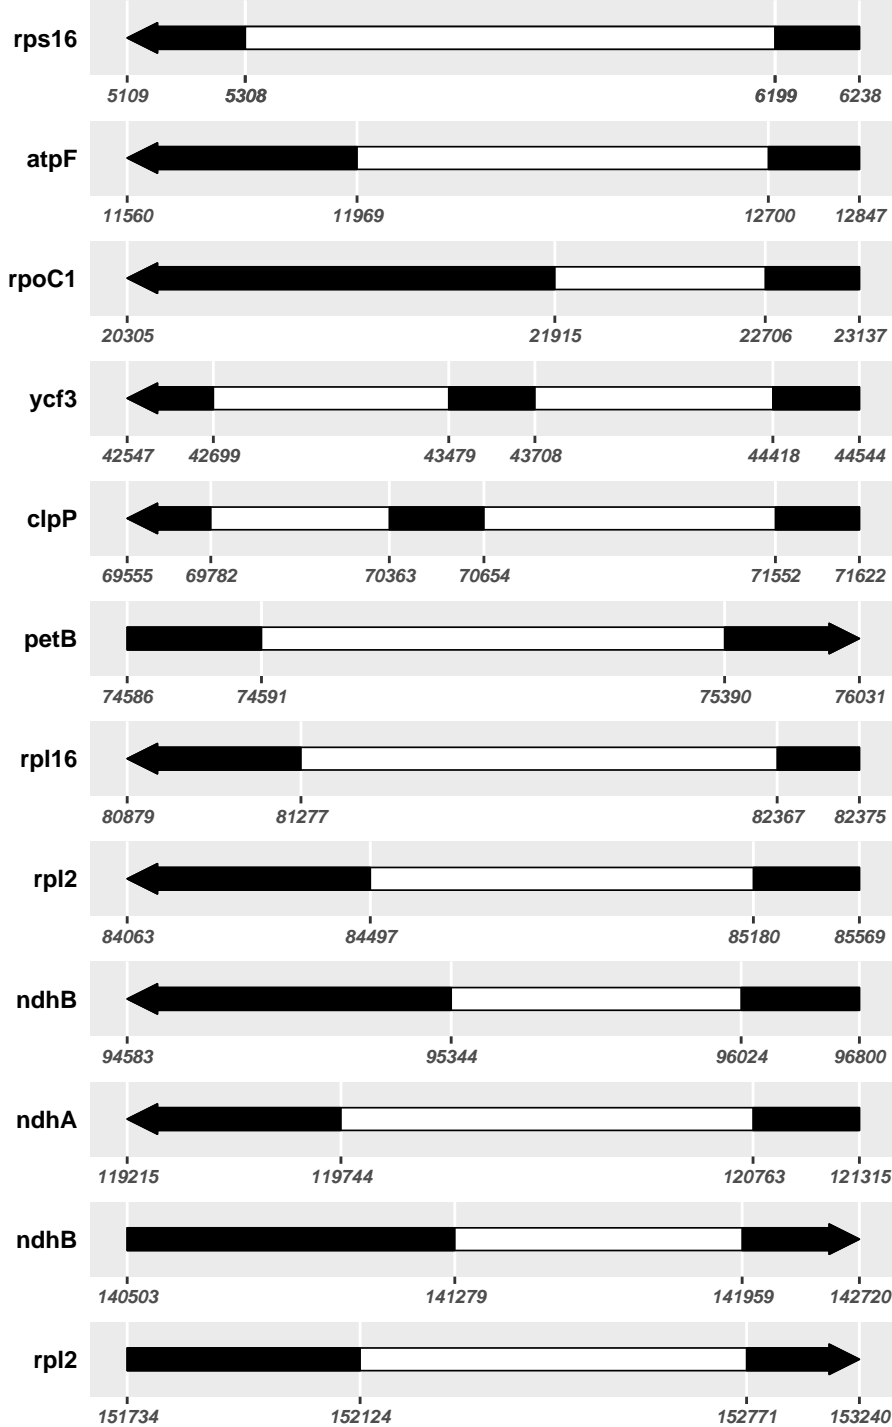 rps16
5109 5308 6199 6238
atpF
11560 11969 12700 12847
rpoC1
20305 21915 22706 23137
ycf3
42547 42699 43479 43708 44418 44544
clpP
69555 69782 70363 70654 71552 71622
petB
74586 74591 75390 76031
rpl16
80879 81277 82367 82375
rpl2
84063 84497 85180 85569
ndhB
94583 95344 96024 96800
ndhA
119215 119744 120763 121315
ndhB
140503 141279 141959 142720
rpl2
151734 152124 152771 153240